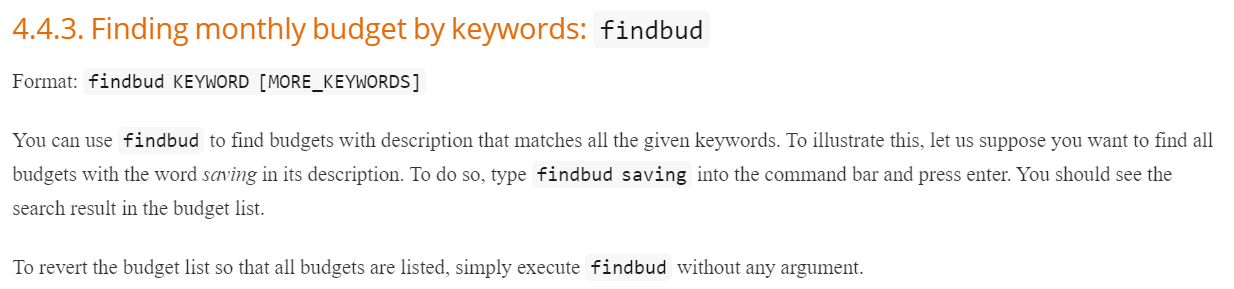 4.4.3. Finding monthly budget by keywords: findbud
Format: findbud KEYWORD [MORE_KEYWORDS]
You can use findbud to find budgets with description that matches all the given keywords. To illustrate this, let us suppose you want to find all
budgets with the word saving in its description. To do so, type findbud saving into the command bar and press enter. You should see the
search result in the budget list.
To revert the budget list so that all budgets are listed, simply execute findbud without any argument.